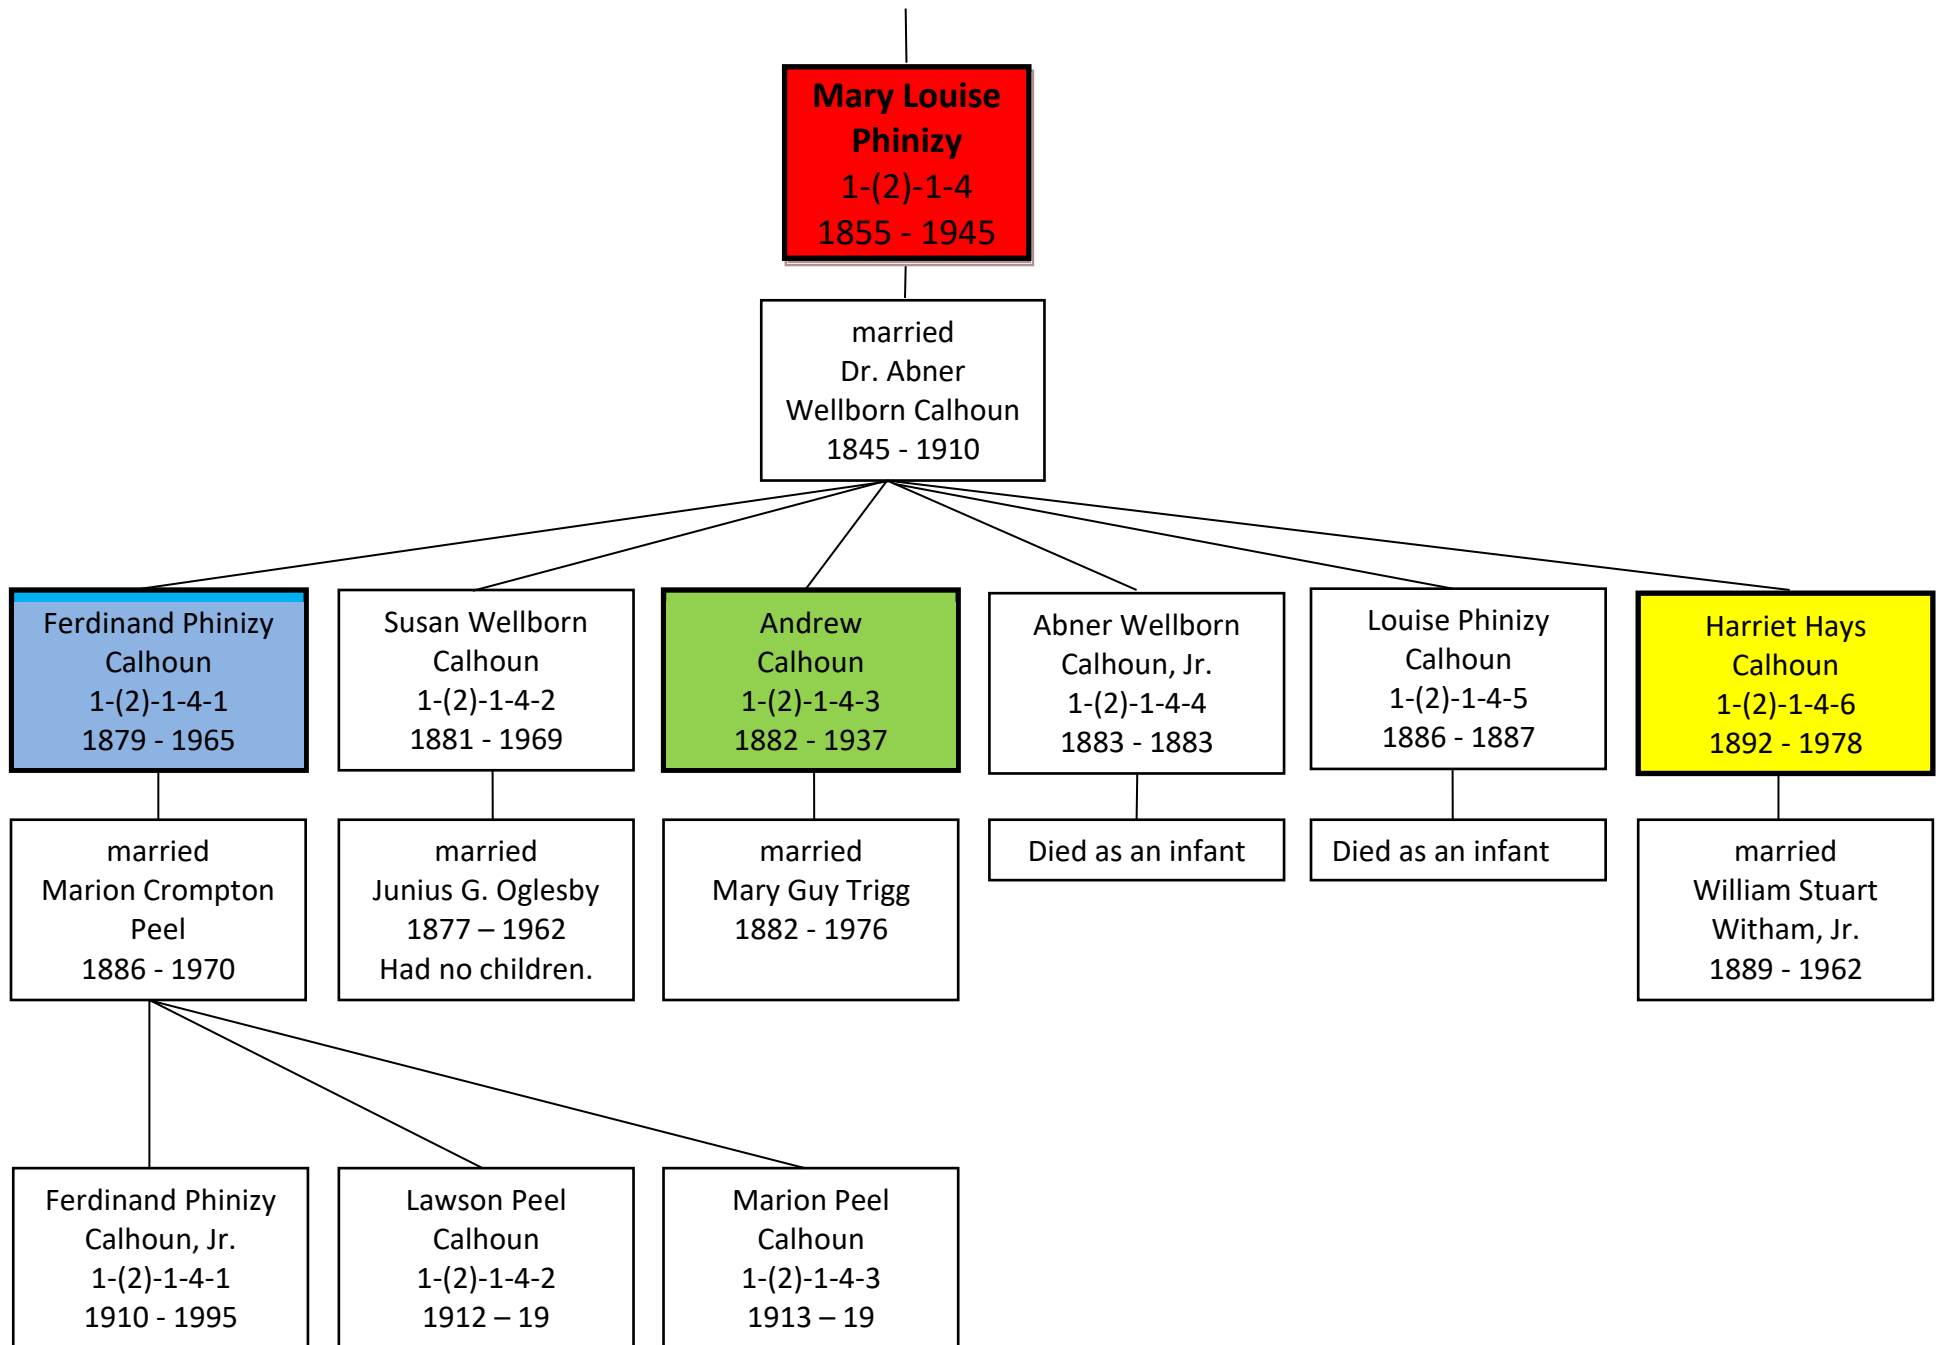 Mary Louise
Phinizy
1-(2)-1-4
1855 - 1945
married
Dr. Abner
Wellborn Calhoun
1845 - 1910
Ferdinand Phinizy
Calhoun
1-(2)-1-4-1
1879 - 1965
Susan Wellborn
Calhoun
1-(2)-1-4-2
1881 - 1969
Andrew
Calhoun
1-(2)-1-4-3
1882 - 1937
Abner Wellborn
Calhoun, Jr.
1-(2)-1-4-4
1883 - 1883
Louise Phinizy
Calhoun
1-(2)-1-4-5
1886 - 1887
Harriet Hays
Calhoun
1-(2)-1-4-6
1892 - 1978
married
Marion Crompton
Peel
1886 - 1970
married
Junius G. Oglesby
1877 – 1962
Had no children.
married
Mary Guy Trigg
1882 - 1976
Died as an infant
Died as an infant
married
William Stuart
Witham, Jr.
1889 - 1962
Ferdinand Phinizy
Calhoun, Jr.
1-(2)-1-4-1
1910 - 1995
Lawson Peel
Calhoun
1-(2)-1-4-2
1912 – 19
Marion Peel
Calhoun
1-(2)-1-4-3
1913 – 19